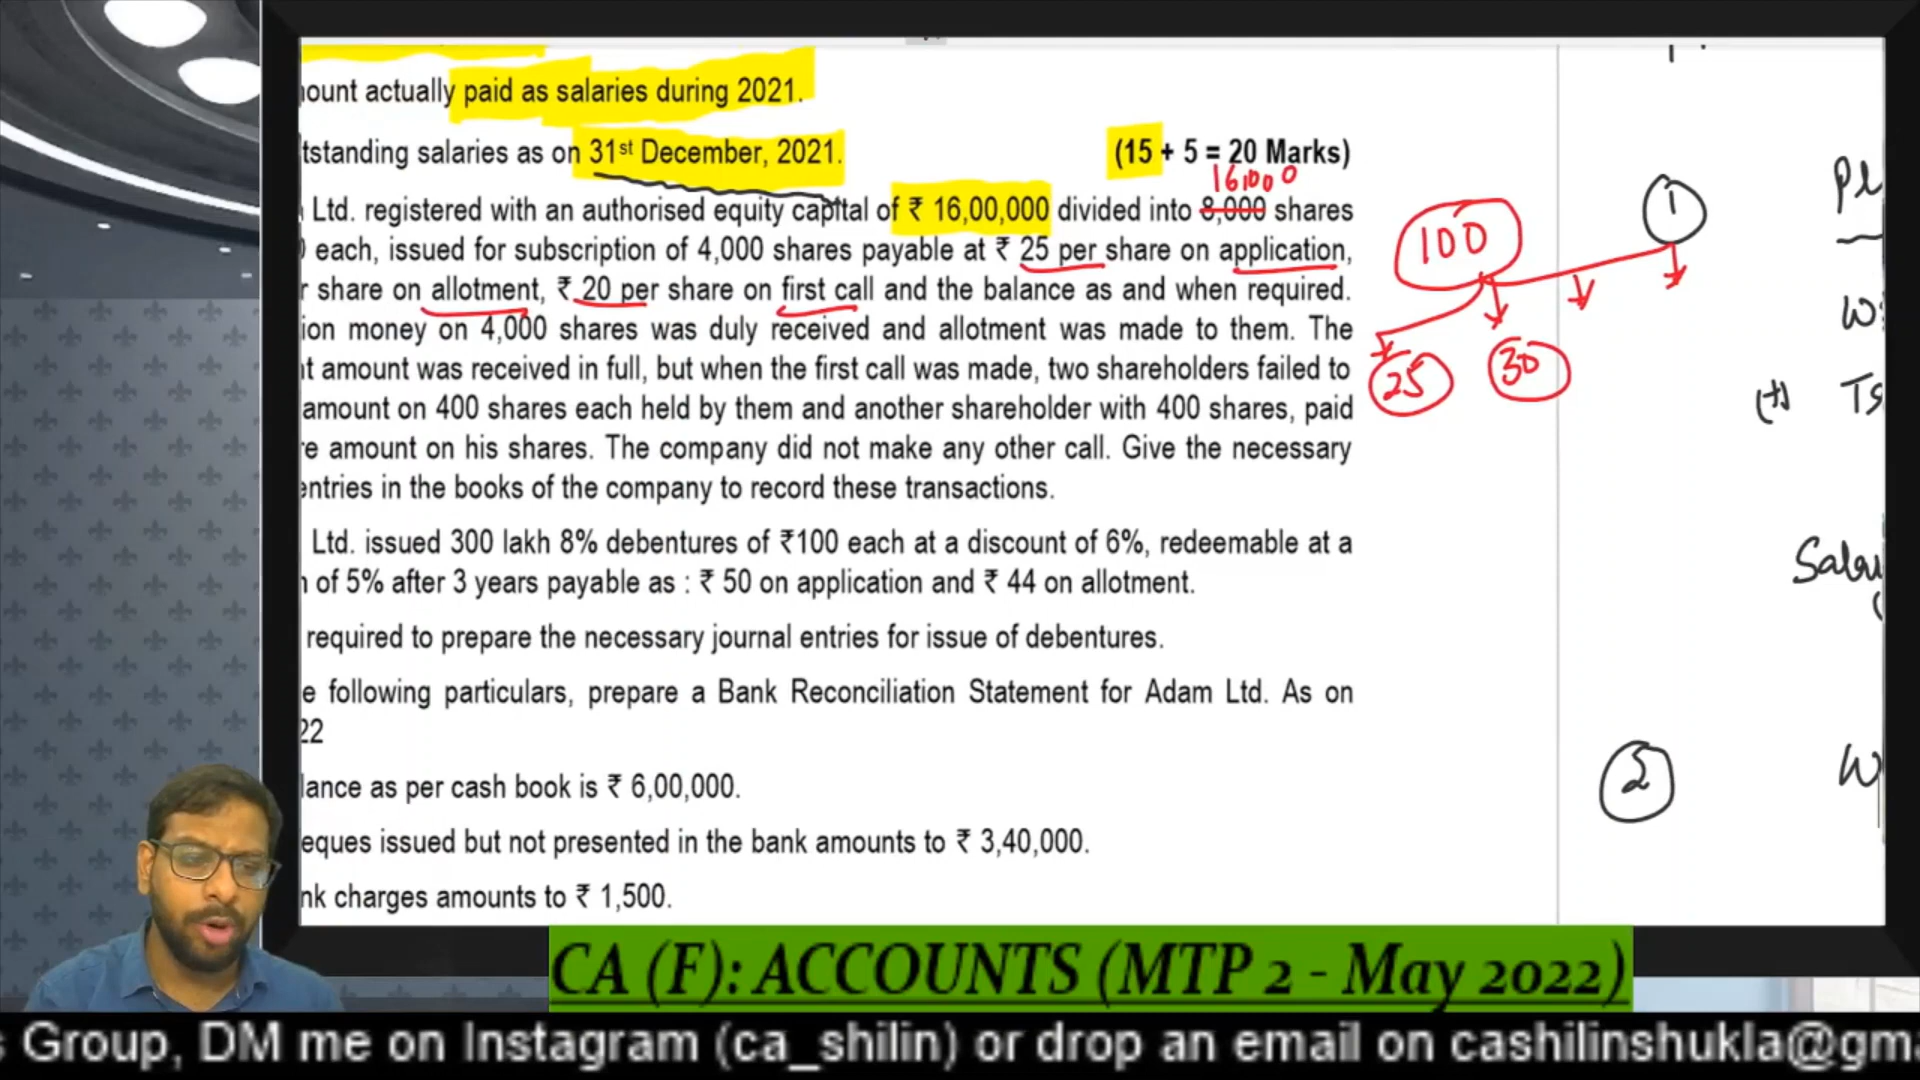 ount actually paid as salaries during 2021.
tstanding salaries as on 31st December, 2021. (15 + 5 = 20 Marks)
16,000
Ltd. registered with an authorised equity capital of ₹ 16,00,000 divided into 8,000 shares
each, issued for subscription of 4,000 shares payable at ₹ 25 per share on application,
r share on allotment, ₹ 20 per share on first call and the balance as and when required.
ion money on 4,000 shares was duly received and allotment was made to them. The
t amount was received in full, but when the first call was made, two shareholders failed to
amount on 400 shares each held by them and another shareholder with 400 shares, paid
e amount on his shares. The company did not make any other call. Give the necessary
entries in the books of the company to record these transactions.
Ltd. issued 300 lakh 8% debentures of ₹100 each at a discount of 6%, redeemable at a
of 5% after 3 years payable as : ₹ 50 on application and ₹ 44 on allotment.
required to prepare the necessary journal entries for issue of debentures.
e following particulars, prepare a Bank Reconciliation Statement for Adam Ltd. As on
22
lance as per cash book is ₹ 6,00,000.
eques issued but not presented in the bank amounts to ₹ 3,40,000.
nk charges amounts to ₹ 1,500.
100
1
25
30
Pl
(+) Ts
2
W
CA (F): ACCOUNTS (MTP 2 - May 2022)
s Group, DM me on Instagram (ca_shilin) or drop an email on cashilinshukla@gma